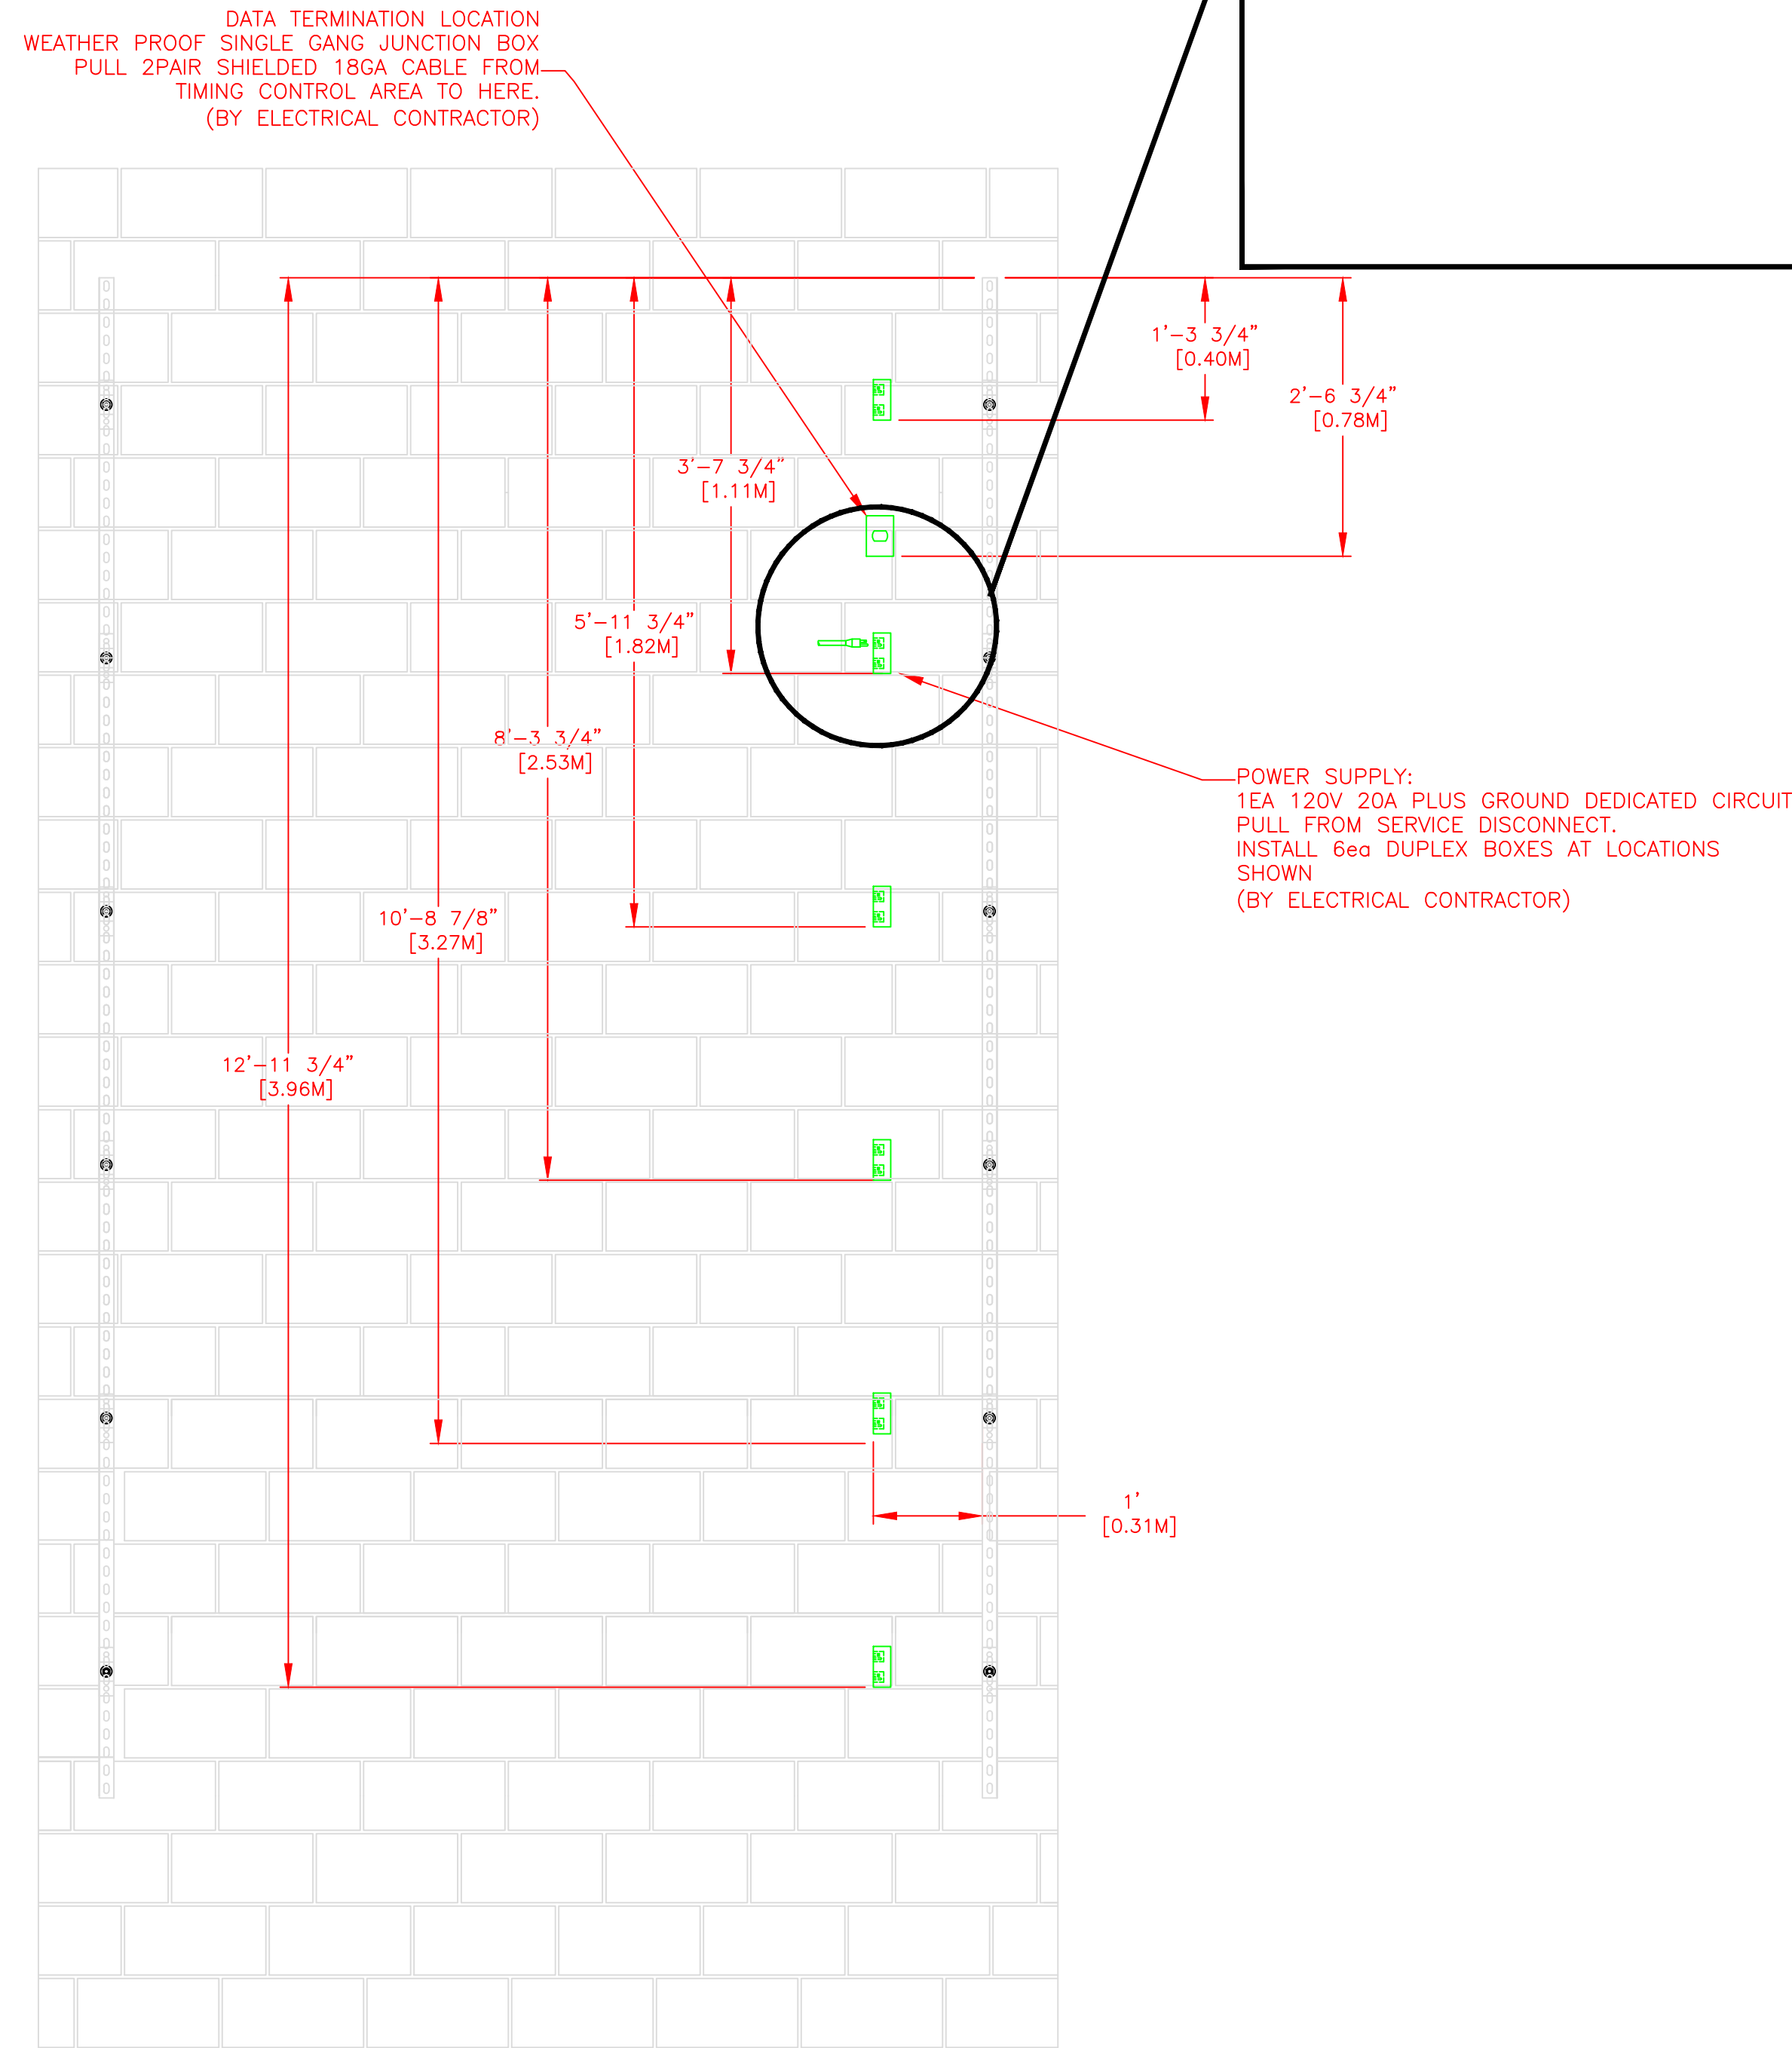 DATA TERMINATION LOCATION
WEATHER PROOF SINGLE GANG JUNCTION BOX
PULL 2PAIR SHIELDED 18GA CABLE FROM
TIMING CONTROL AREA TO HERE.
(BY ELECTRICAL CONTRACTOR)
1'-3 3/4"
[0.40M]
2'-6 3/4"
[0.78M]
3'-7 3/4"
[1.11M]
5'-11 3/4"
[1.82M]
8'-3 3/4"
[2.53M]
POWER SUPPLY:
1EA 120V 20A PLUS GROUND DEDICATED CIRCUIT
PULL FROM SERVICE DISCONNECT.
INSTALL 6ea DUPLEX BOXES AT LOCATIONS
SHOWN
(BY ELECTRICAL CONTRACTOR)
10'-8 7/8"
[3.27M]
12'-11 3/4"
[3.96M]
1'
[0.31M]